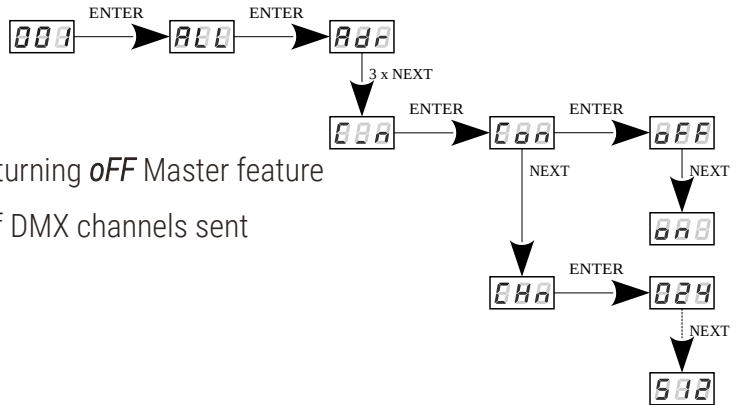 ENTER ENTER
001 ALL Adr
3 x NEXT
ENTER ENTER
C_n Con oFF
turning oFF Master feature
NEXT NEXT
on
f DMX channels sent
ENTER
CHn 024
NEXT
512